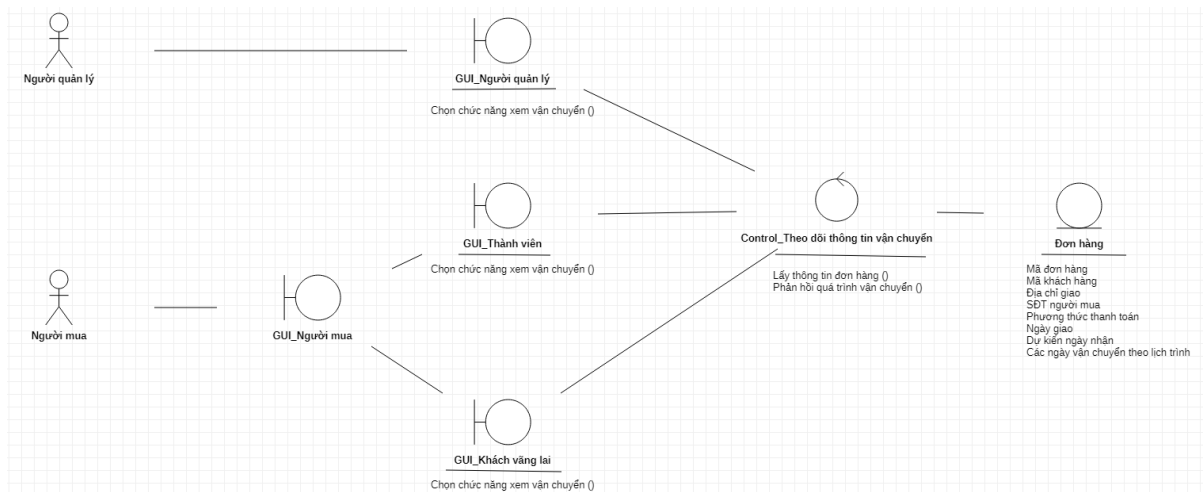 Người quản lý
GUI_Người quản lý
Chọn chức năng xem vận chuyển ()
GUI_Thành viên
Chọn chức năng xem vận chuyển ()
Control_Theo dõi thông tin vận chuyển
Lấy thông tin đơn hàng ()
Phản hồi quá trình vận chuyển ()
Đơn hàng
Mã đơn hàng
Mã khách hàng
Địa chỉ giao
SĐT người mua
Phương thức thanh toán
Ngày giao
Dự kiến ngày nhận
Các ngày vận chuyển theo lịch trình
Người mua
GUI_Người mua
GUI_Khách vãng lai
Chọn chức năng xem vận chuyển ()